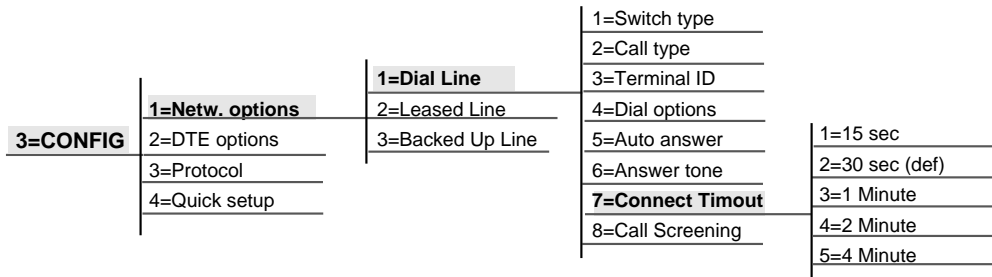 3=CONFIG
1=Netw. options
2=DTE options
3=Protocol
4=Quick setup
1=Dial Line
2=Leased Line
3=Backed Up Line
1=Switch type
2=Call type
3=Terminal ID
4=Dial options
5=Auto answer
6=Answer tone
7=Connect Timout
8=Call Screening
1=15 sec
2=30 sec (def)
3=1 Minute
4=2 Minute
5=4 Minute